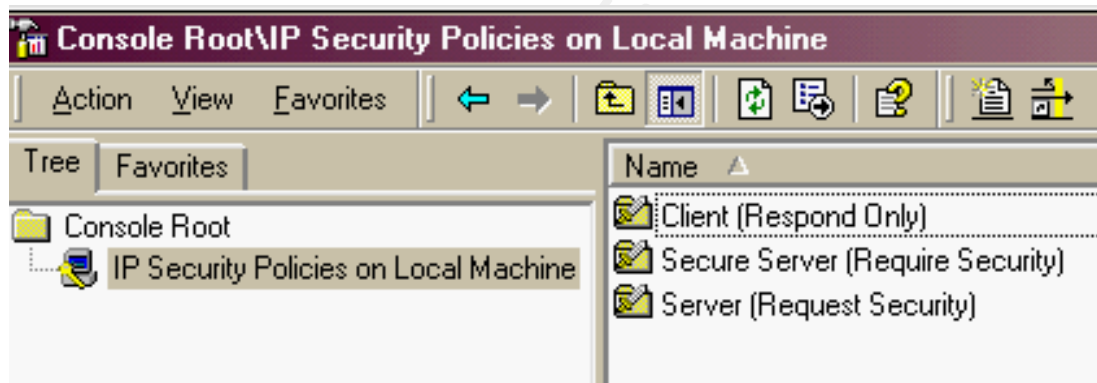 Console Root\IP Security Policies on Local Machine
Action View Favorites
Tree Favorites
Name
Console Root
Client (Respond Only)
IP Security Policies on Local Machine
Secure Server (Require Security)
Server (Request Security)